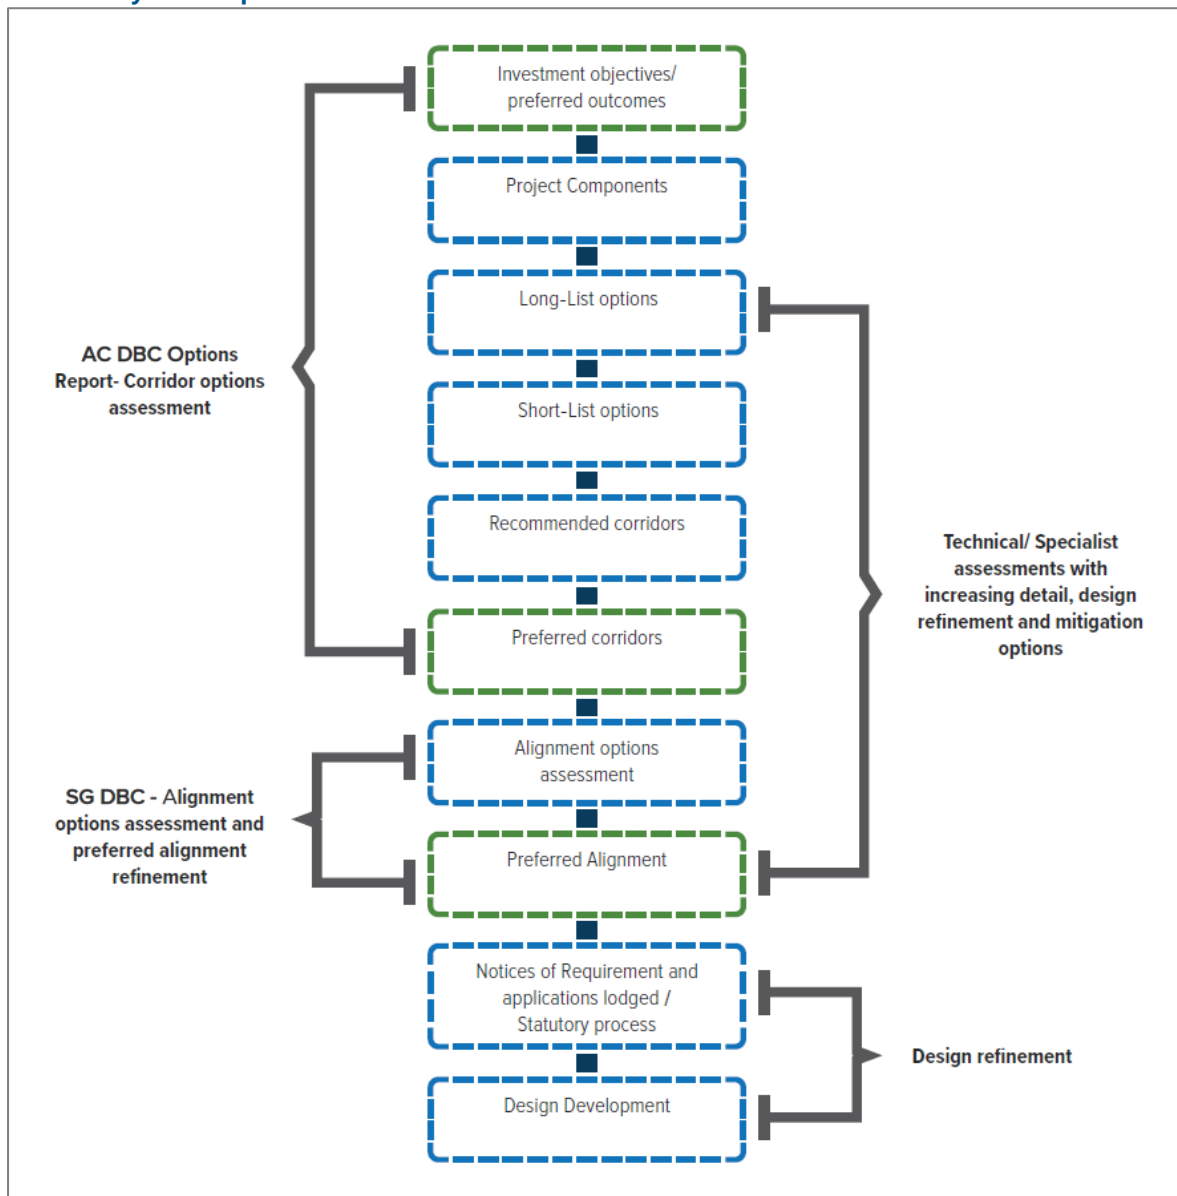 Investment objectives/
preferred outcomes
Project Components
Long-List options
AC DBC Options
Report- Corridor options
assessment
Short-List options
Recommended corridors
Technical/ Specialist
assessments with
increasing detail, design
refinement and mitigation
options
Preferred corridors
Alignment options
assessment
SG DBC - Alignment
options assessment and
preferred alignment
refinement
Preferred Alignment
Notices of Requirement and
applications lodged /
Statutory process
Design refinement
Design Development